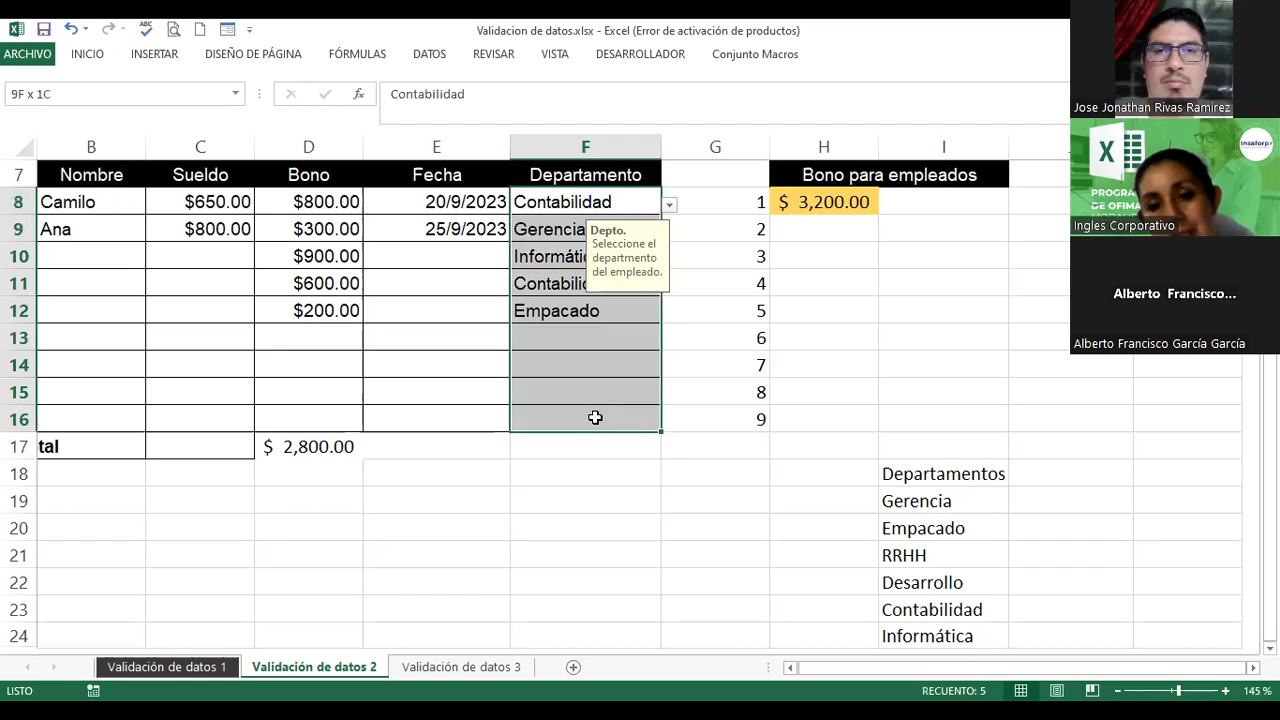 Validacion de datos.xlsx - Excel (Error de activación de productos)
ARCHIVO INICIO INSERTAR DISEÑO DE PÁGINA FÓRMULAS DATOS REVISAR VISTA DESARROLLADOR Conjunto Macros
9F x 1C fx Contabilidad
B C D E F G H I
7 Nombre Sueldo Bono Fecha Departamento Bono para empleados
8 Camilo $650.00 $800.00 20/9/2023 Contabilidad 1 $ 3,200.00
9 Ana $800.00 $300.00 25/9/2023 Gerencia 2
10 $900.00 3
11 $600.00 4
12 $200.00 Empacado 5
13 6
14 7
15 8
16 9
17 tal $ 2,800.00
18 Departamentos
19 Gerencia
20 Empacado
21 RRHH
22 Desarrollo
23 Contabilidad
24 Informática
Depto.
Seleccione el
departmento
del empleado.
Validación de datos 1 Validación de datos 2 Validación de datos 3
LISTO RECUENTO: 5 145 %
Jose Jonathan Rivas Ramirez
X
Insaforp
DE OFIMA
Ingles Corporativo
Alberto Francisco...
Alberto Francisco García García